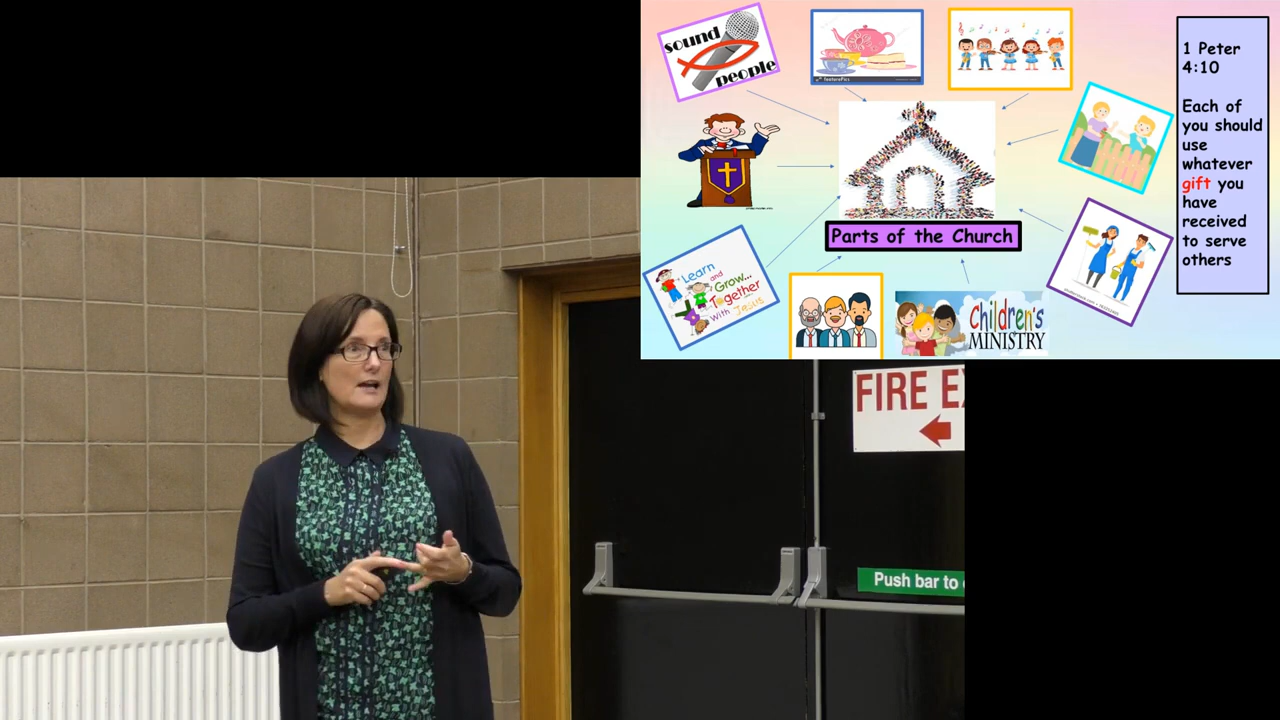 sound
people
featurePics
1 Peter
4:10
Each of
you should
use
whatever
gift you
have
received
to serve
others
Parts of the Church
Learn
and
Grow...
Together
With Jesus
Children's
MINISTRY
FIRE E
Push bar to